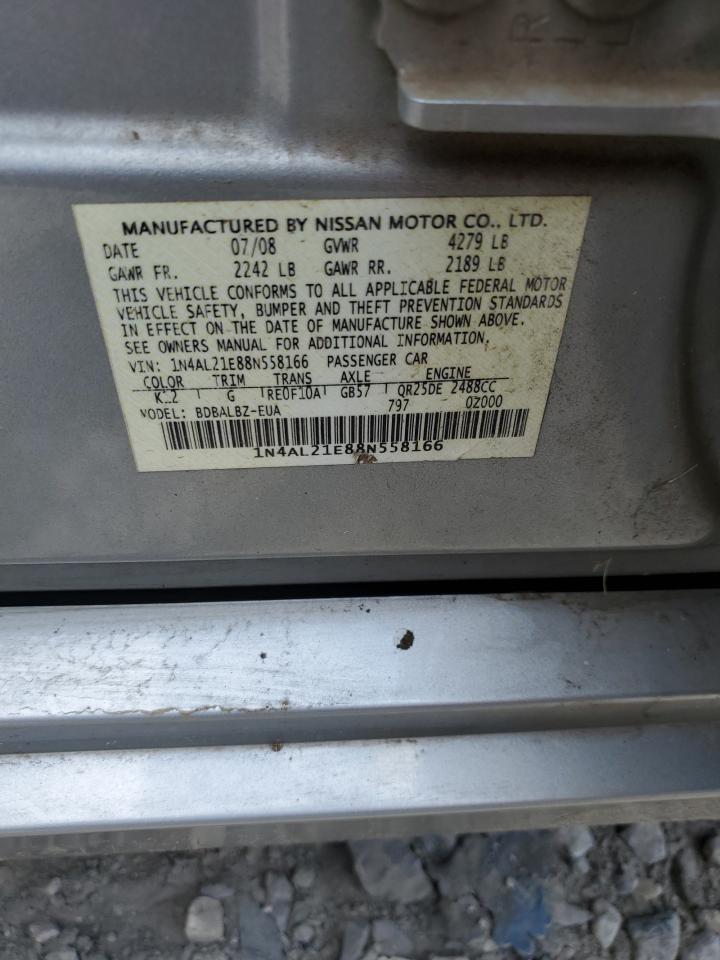 MANUFACTURED BY NISSAN MOTOR CO., LTD.
DATE 07/08 GVWR 4279 LB
GAWR FR. 2242 LB GAWR RR. 2189 LB
THIS VEHICLE CONFORMS TO ALL APPLICABLE FEDERAL MOTOR
VEHICLE SAFETY, BUMPER AND THEFT PREVENTION STANDARDS
IN EFFECT ON THE DATE OF MANUFACTURE SHOWN ABOVE.
SEE OWNERS MANUAL FOR ADDITIONAL INFORMATION.
VIN: 1N4AL21E88N558166 PASSENGER CAR
COLOR TRIM TRANS AXLE ENGINE
G RE0F10A GB57 QR25DE 2488CC
MODEL: BDBALBZ-EUA 797 0Z000
1N4AL21E88N558166